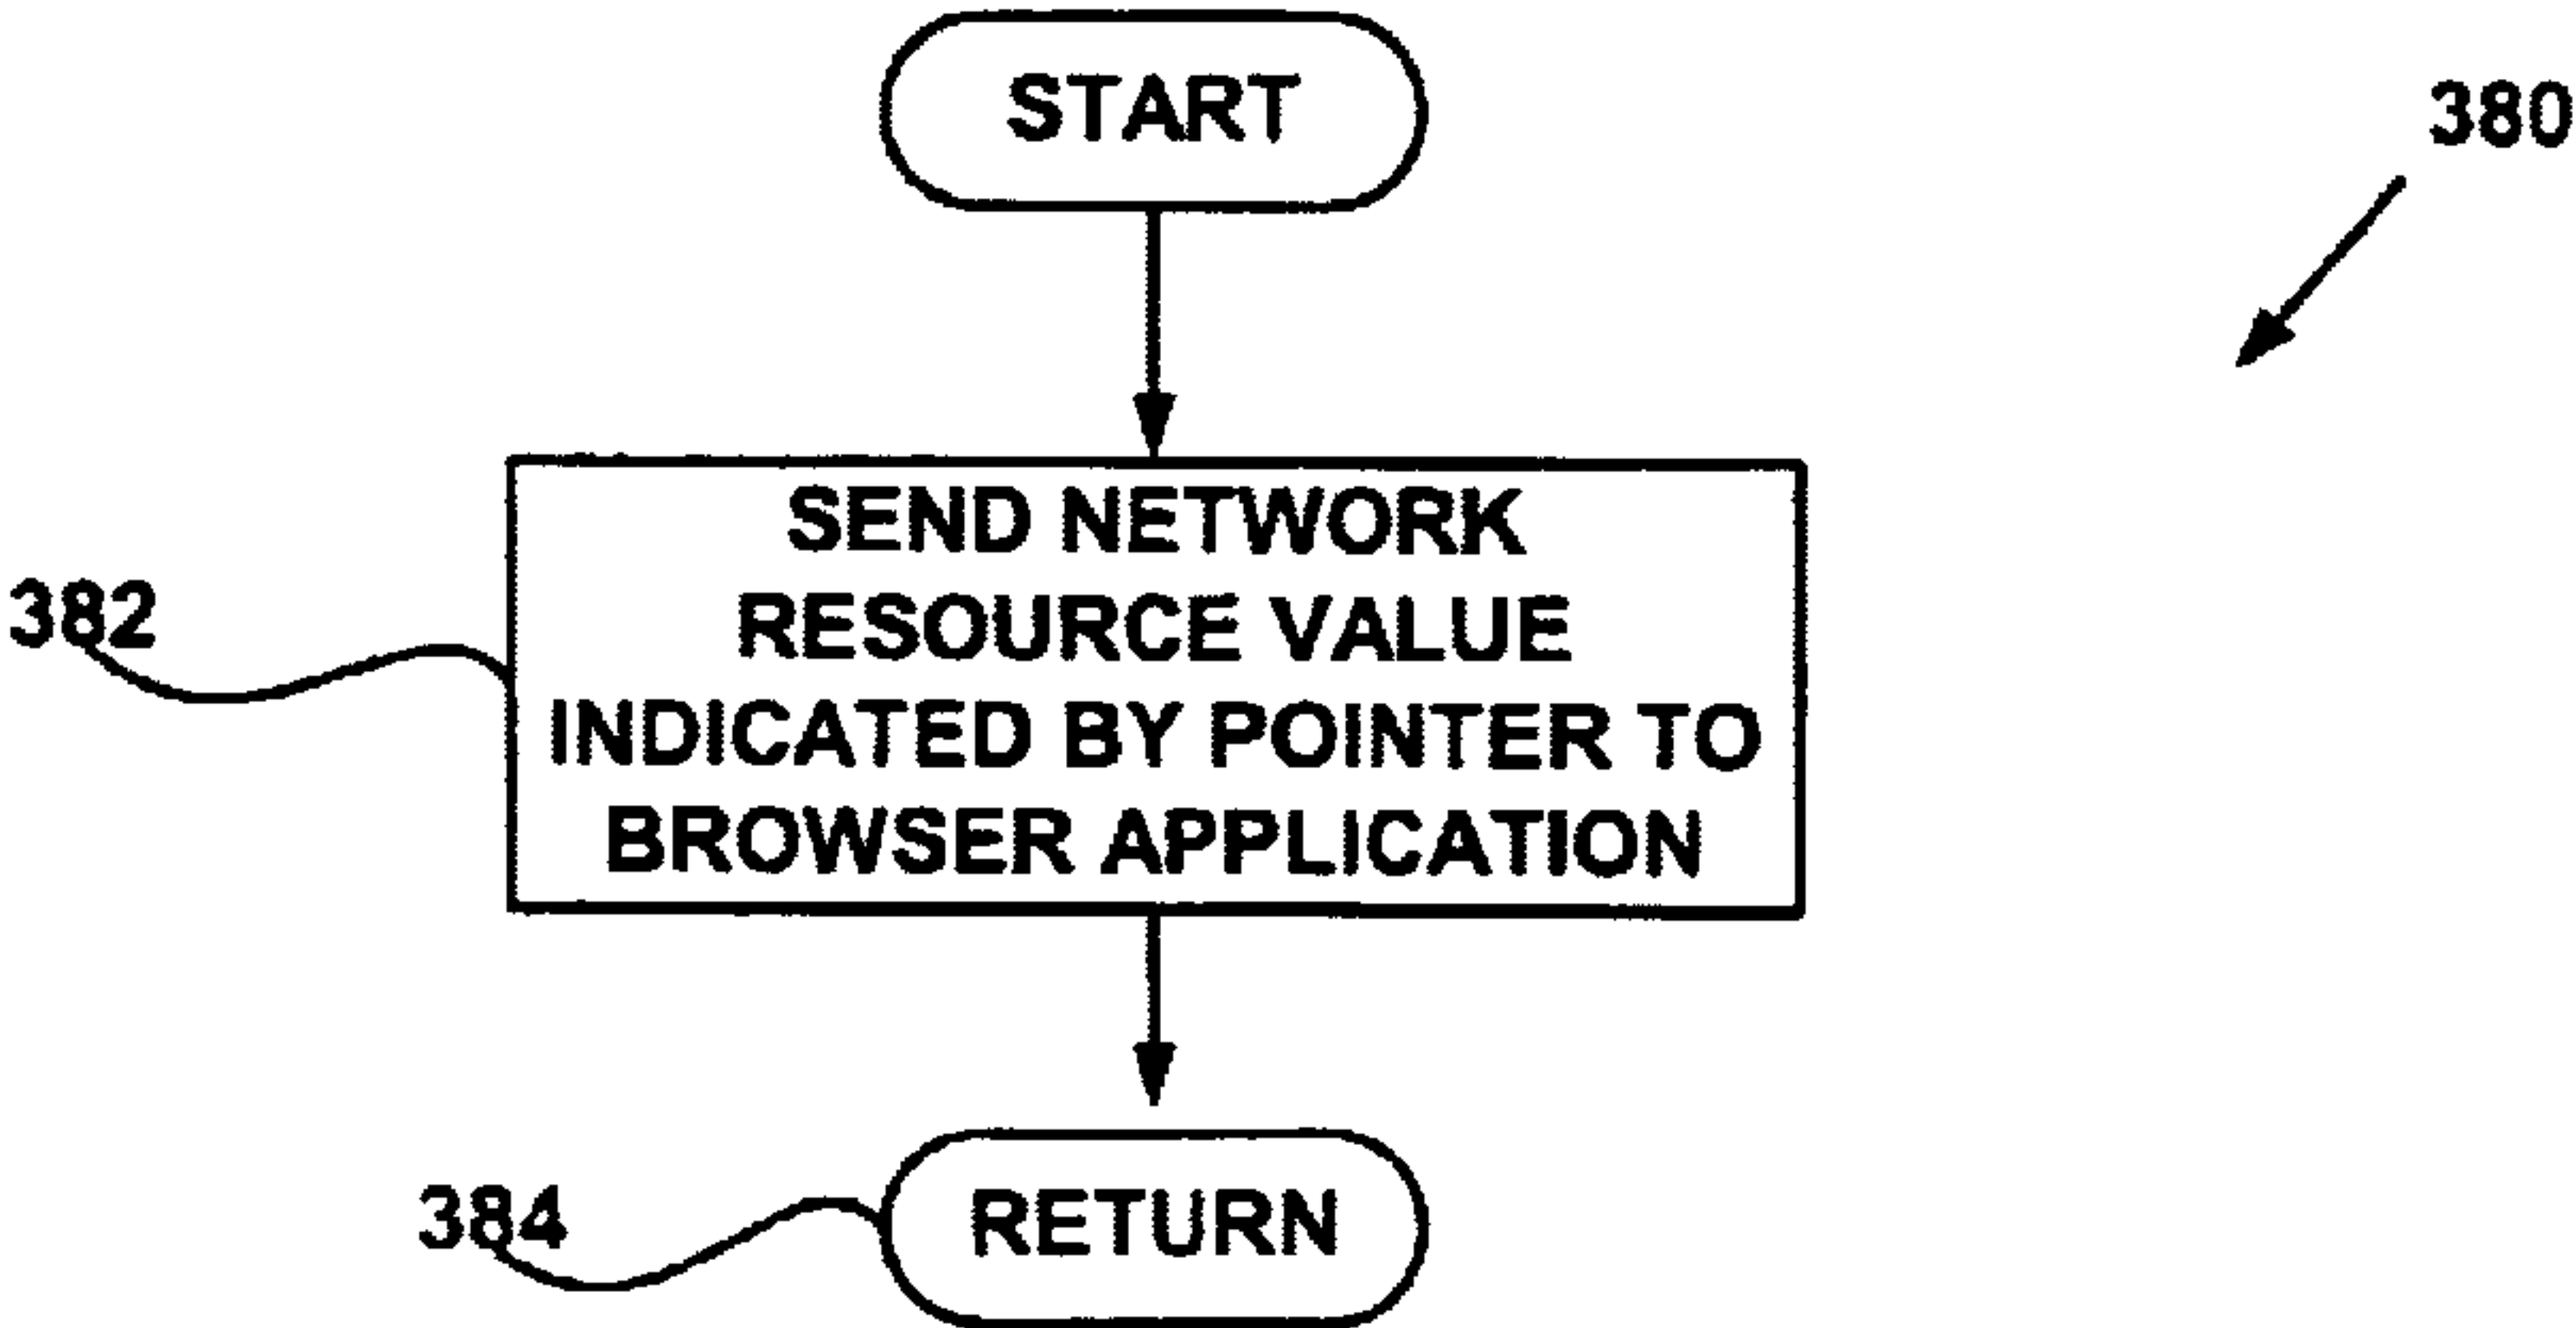 START
380
SEND NETWORK
RESOURCE VALUE
INDICATED BY POINTER TO
BROWSER APPLICATION
382
RETURN
384